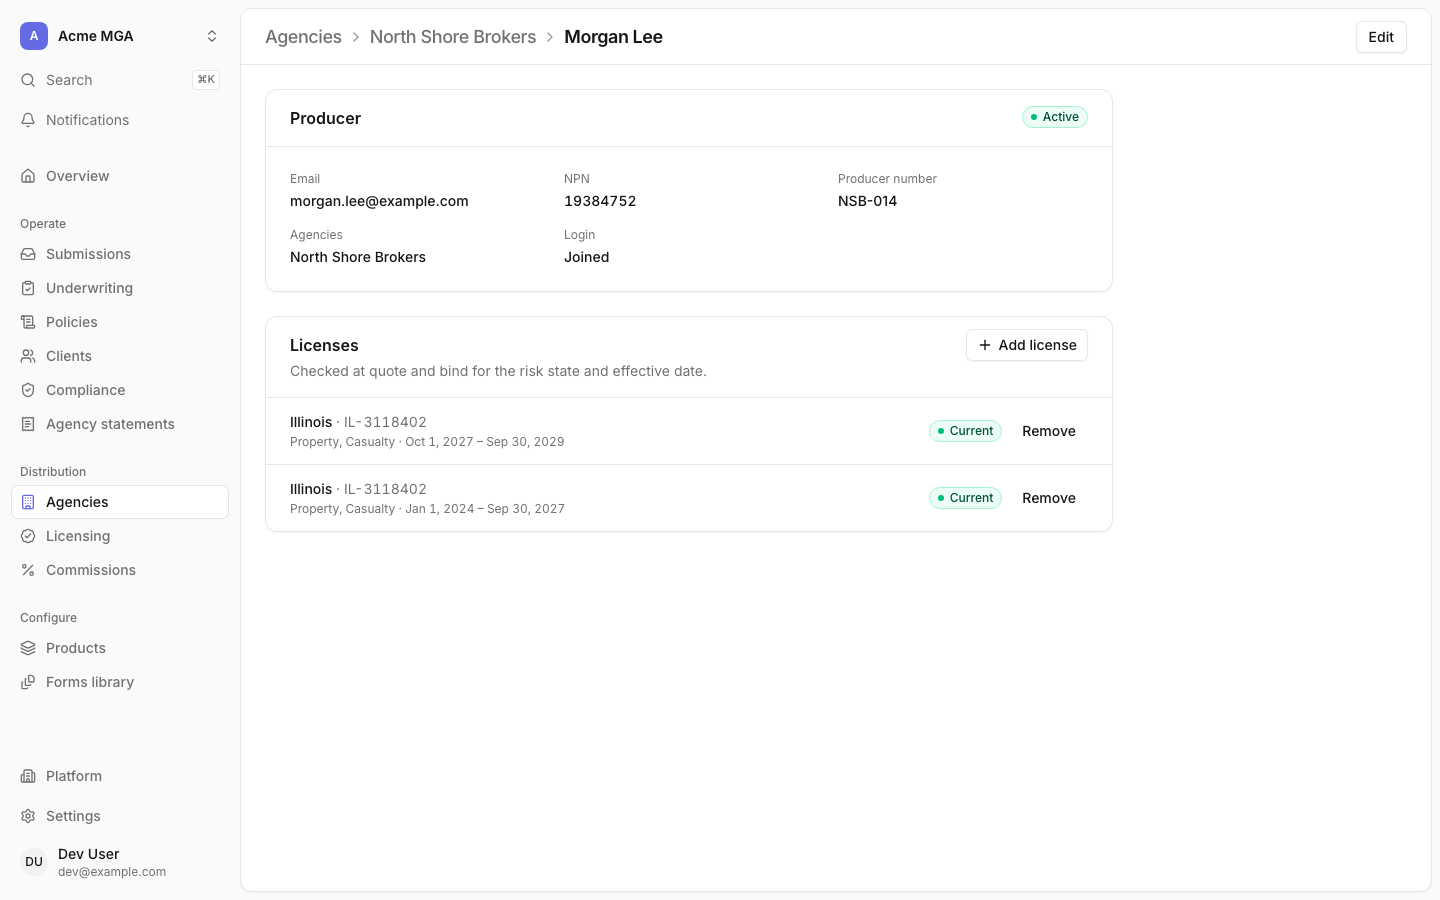 A
Acme MGA
Search
⌘K
Notifications
Overview
Operate
Submissions
Underwriting
Policies
Clients
Compliance
Agency statements
Distribution
Agencies
Licensing
Commissions
Configure
Products
Forms library
Platform
Settings
DU
Dev User
dev@example.com
Agencies > North Shore Brokers > Morgan Lee
Edit
Producer
Active
Email
NPN
Producer number
morgan.lee@example.com
19384752
NSB-014
Agencies
Login
North Shore Brokers
Joined
Licenses
+ Add license
Checked at quote and bind for the risk state and effective date.
Illinois · IL-3118402
Property, Casualty · Oct 1, 2027 – Sep 30, 2029
Current
Remove
Illinois · IL-3118402
Property, Casualty · Jan 1, 2024 – Sep 30, 2027
Current
Remove